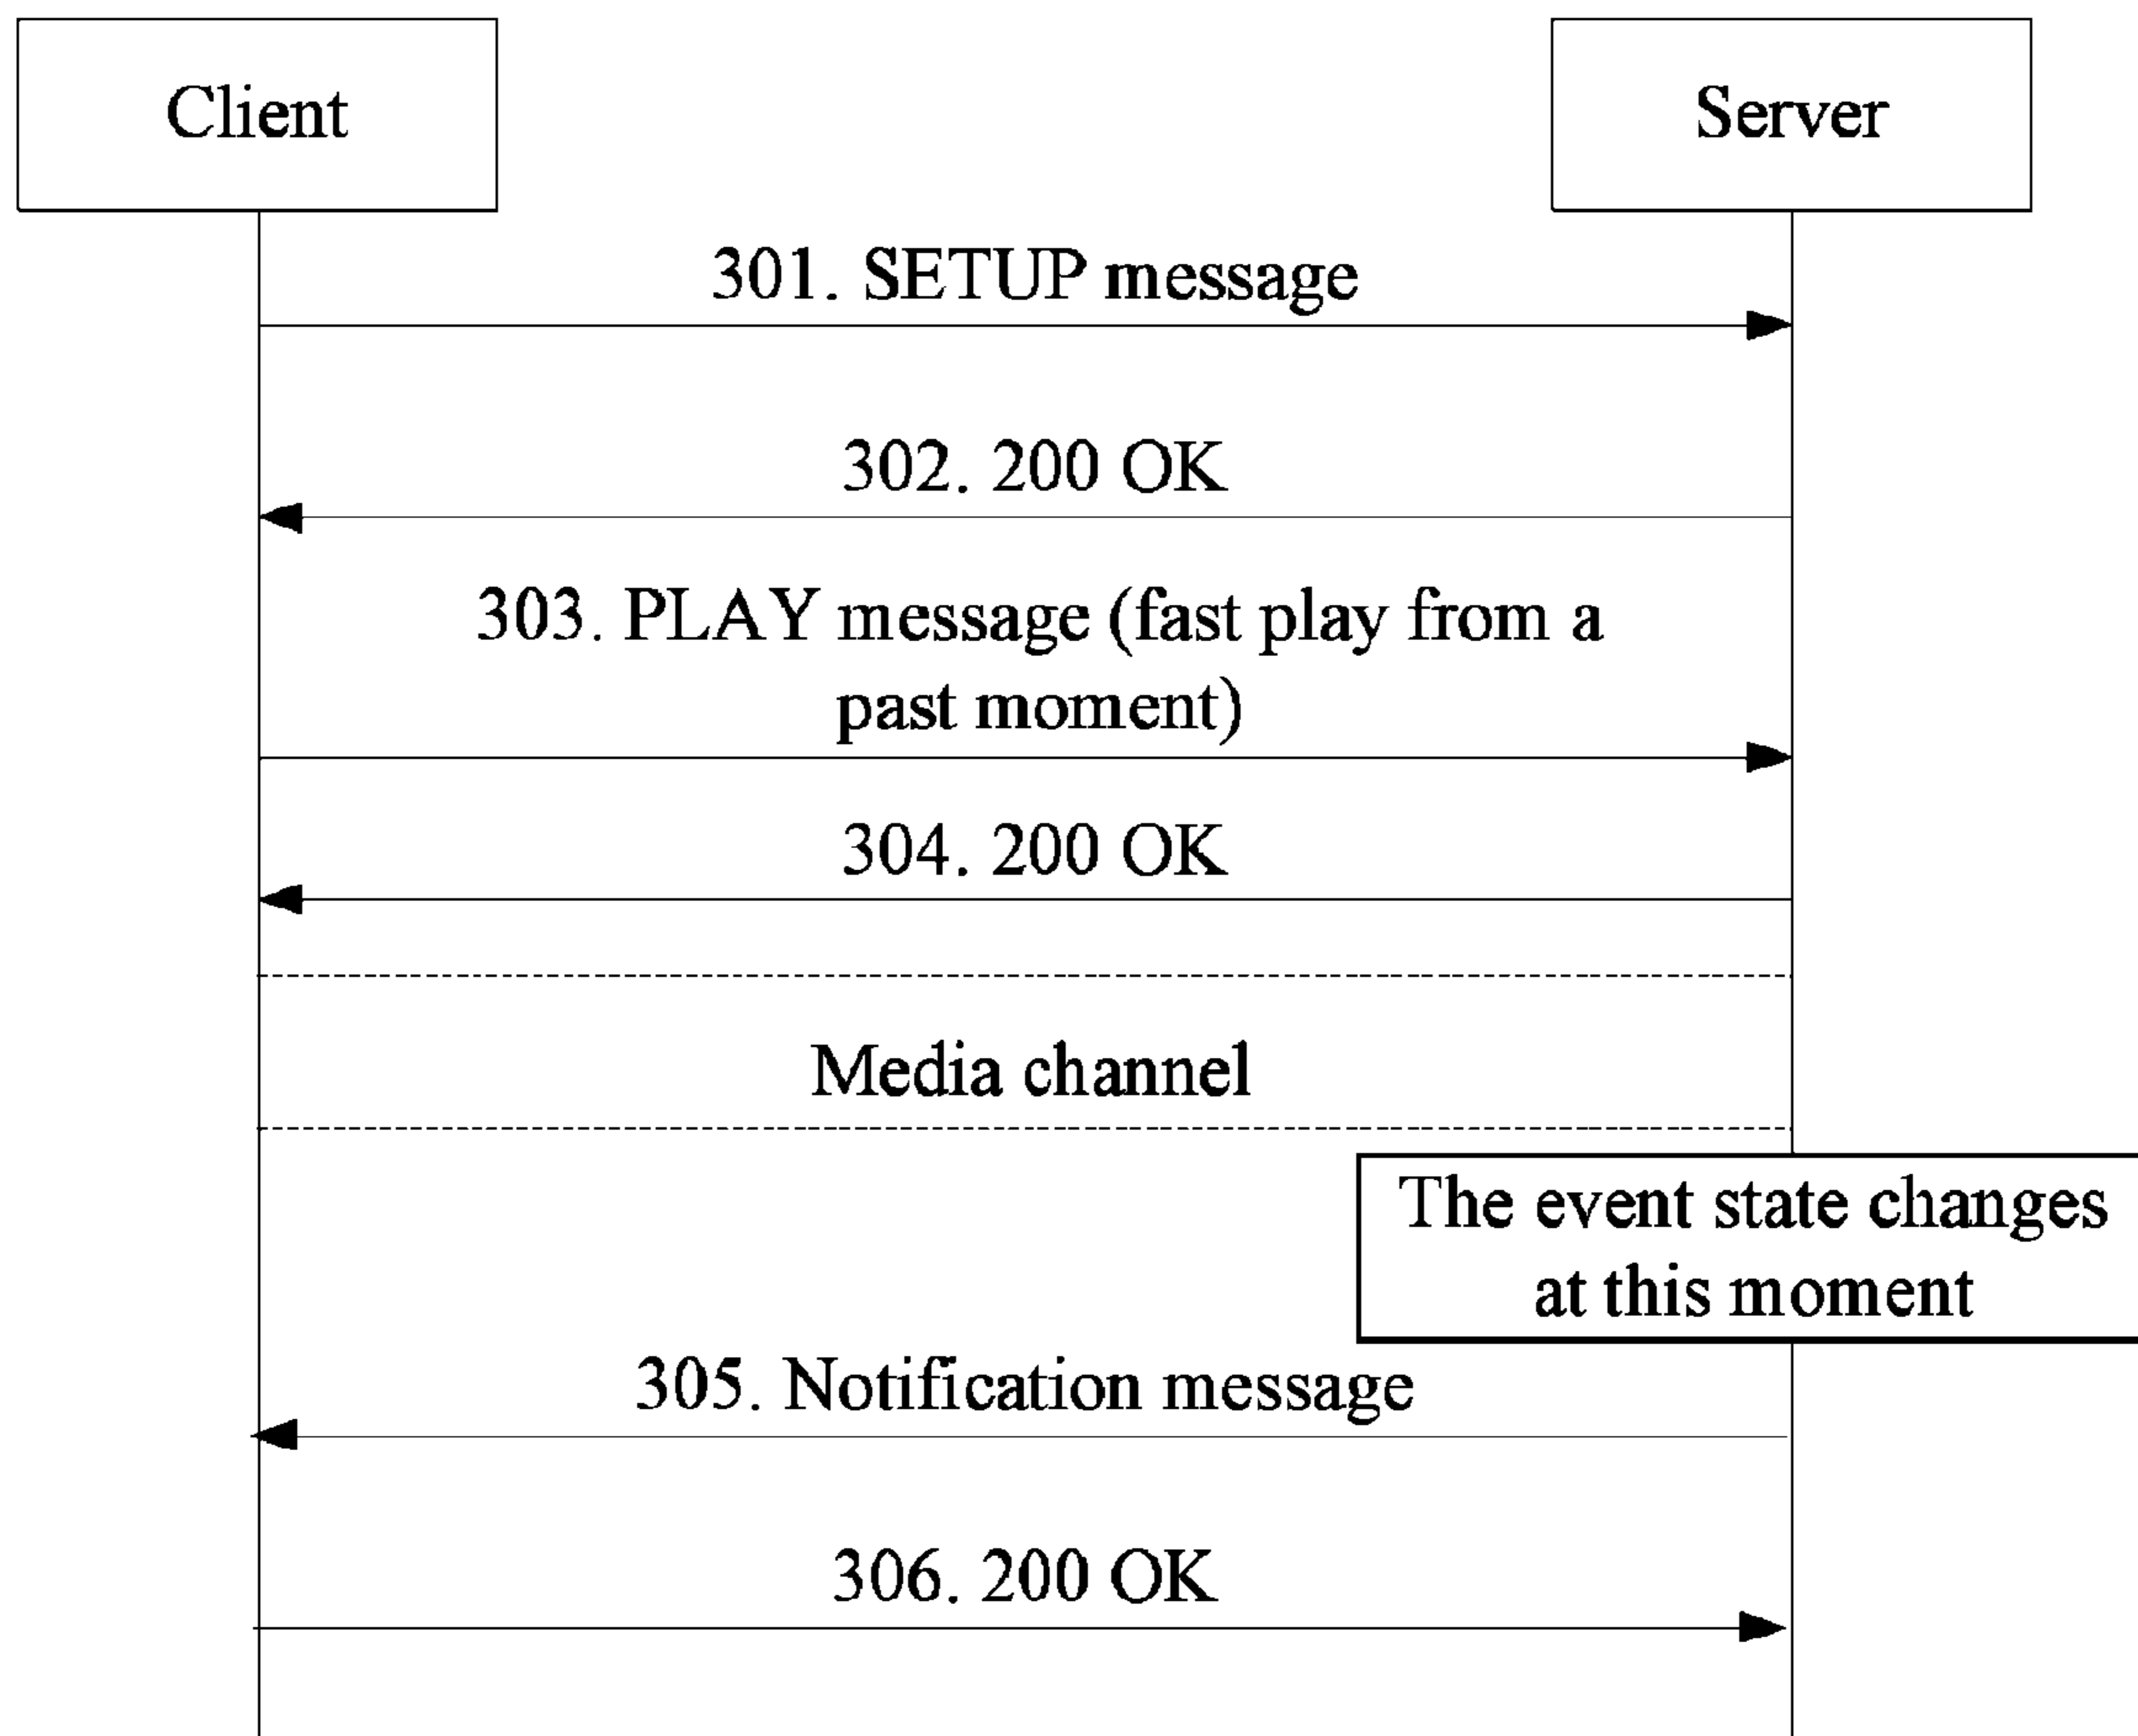 Client
Server
301. SETUP message
302. 200 OK
303. PLAY message (fast play from a
past moment)
304. 200 OK
Media channel
The event state changes
at this moment
305. Notification message
306. 200 OK